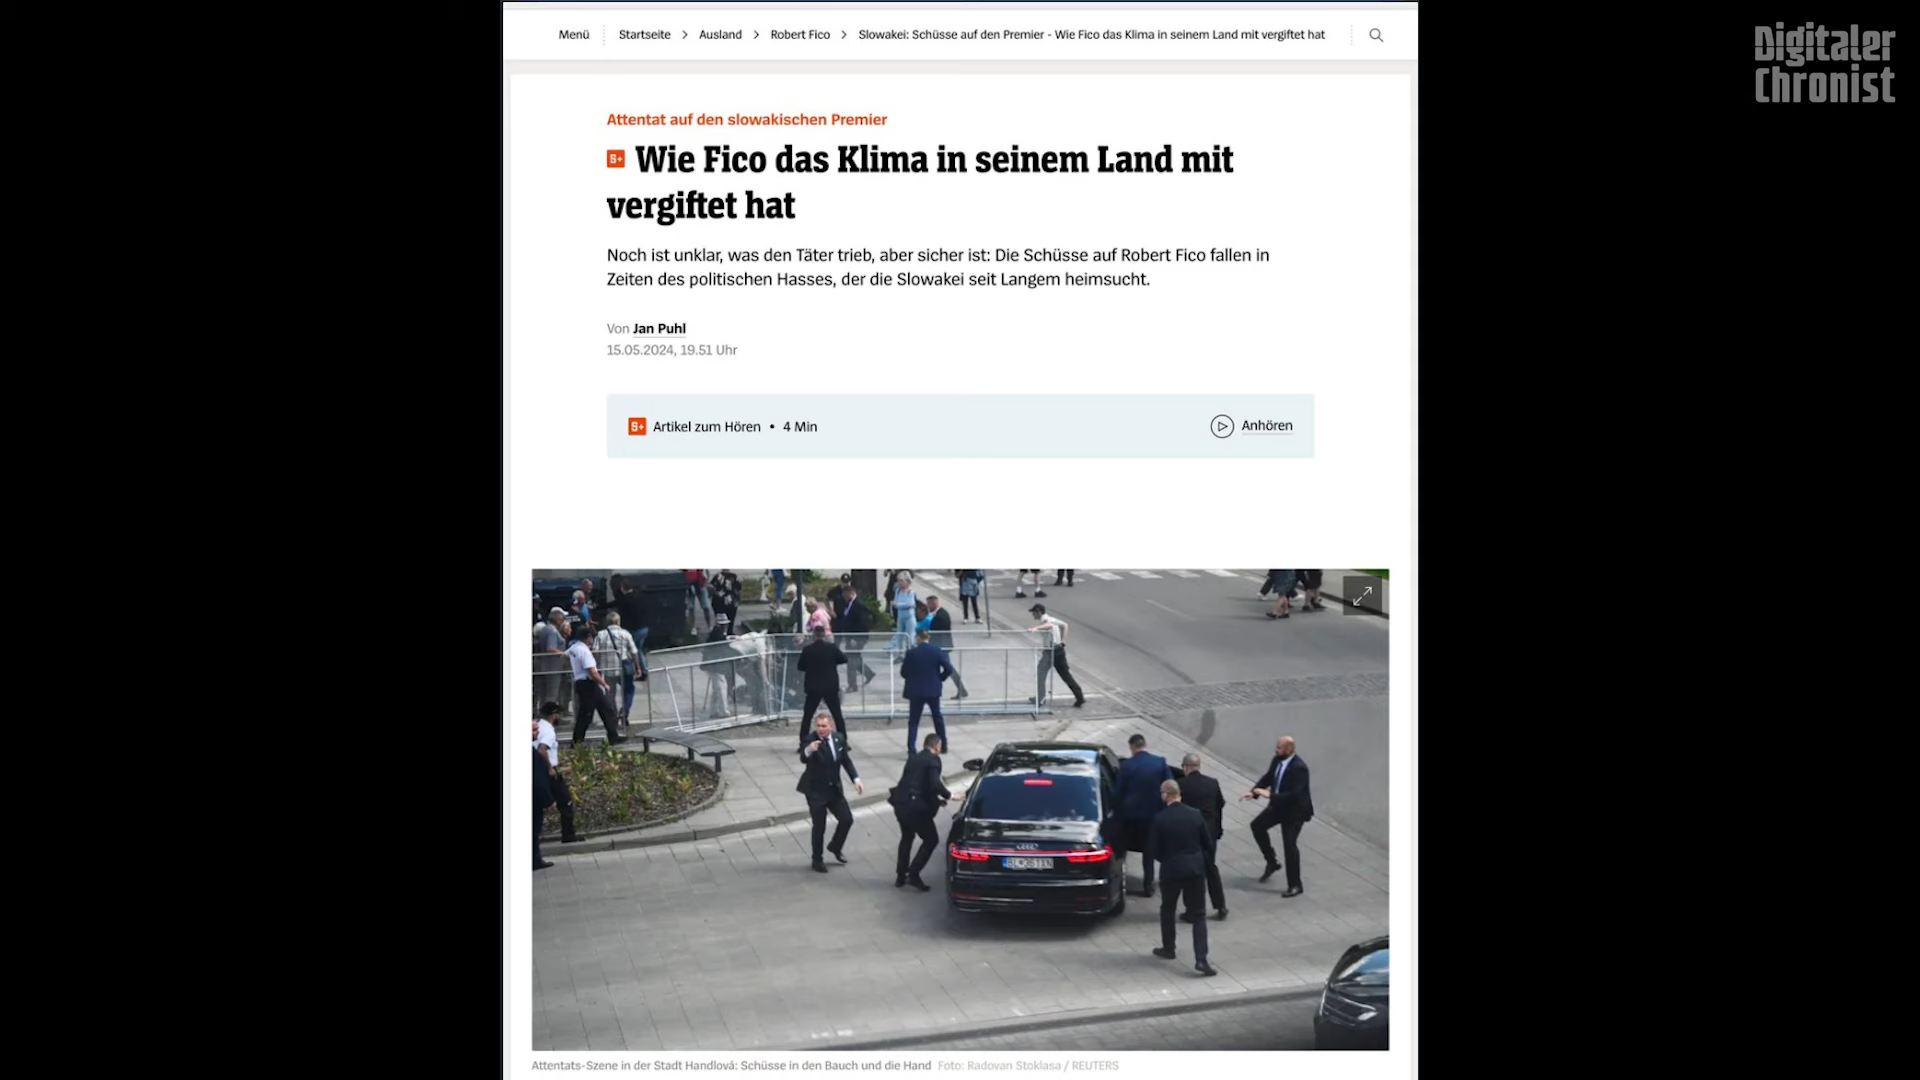 Digitaler
Chronist
Menü
Startseite > Ausland > Robert Fico > Slowakei: Schüsse auf den Premier - Wie Fico das Klima in seinem Land mit vergiftet hat
Attentat auf den slowakischen Premier
S+ Wie Fico das Klima in seinem Land mit
vergiftet hat
Noch ist unklar, was den Täter trieb, aber sicher ist: Die Schüsse auf Robert Fico fallen in
Zeiten des politischen Hasses, der die Slowakei seit Langem heimsucht.
Von Jan Puhl
15.05.2024, 19.51 Uhr
S+ Artikel zum Hören • 4 Min
Anhören
Attentats-Szene in der Stadt Handlová: Schüsse in den Bauch und die Hand Foto: Radovan Stoklasa / REUTERS